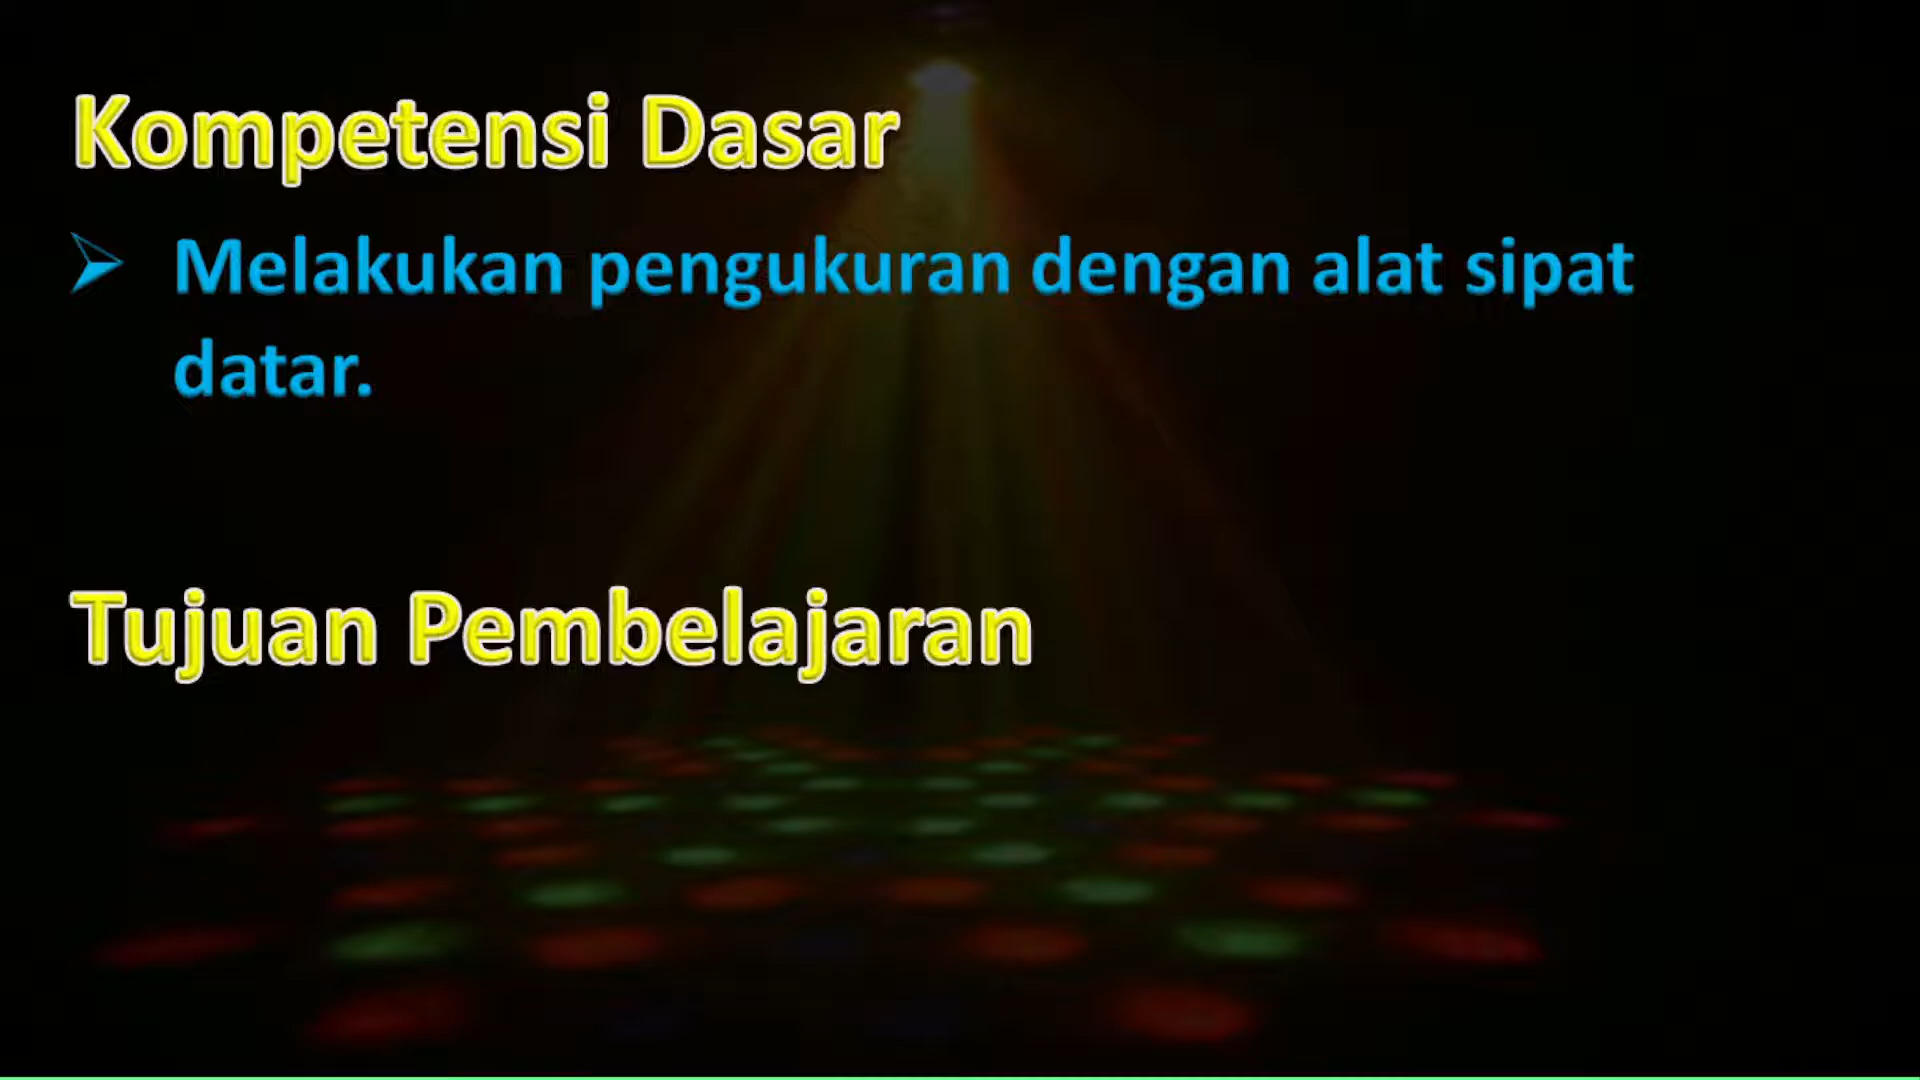 Kompetensi Dasar
Melakukan pengukuran dengan alat sipat
datar.
Tujuan Pembelajaran